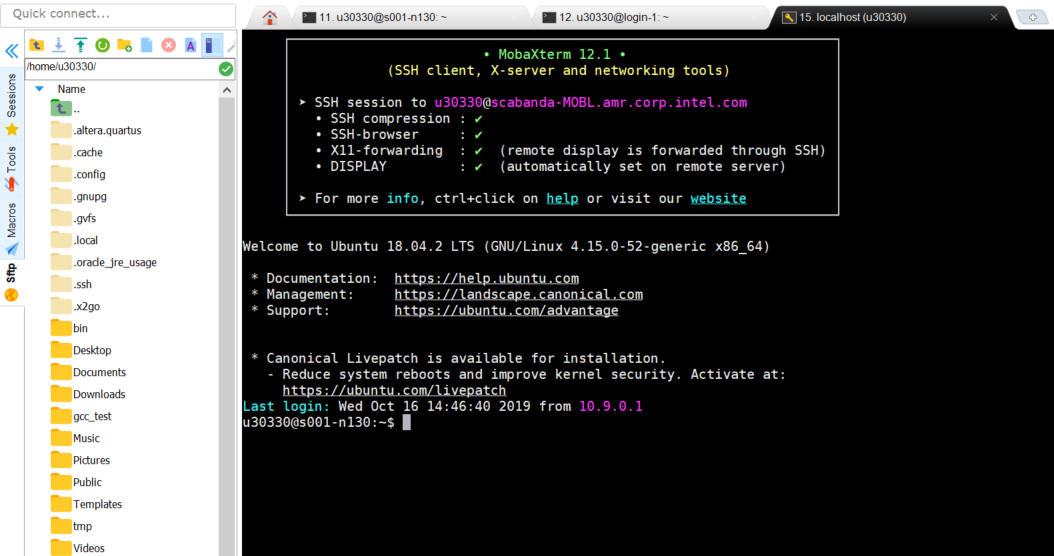 Quick connect...
11. u30330@s001-n130: ~
12. u30330@login-1: ~
15. localhost (u30330)
/home/u30330/
Name
..
.altera.quartus
.cache
.config
.gnupg
.gvfs
.local
.oracle_jre_usage
.ssh
.x2go
bin
Desktop
Documents
Downloads
gcc_test
Music
Pictures
Public
Templates
tmp
Videos
Sessions
Tools
Macros
Sftp
• MobaXterm 12.1 •
(SSH client, X-server and networking tools)
➤ SSH session to u30330@scabanda-MOBL.amr.corp.intel.com
• SSH compression : ✔
• SSH-browser : ✔
• X11-forwarding : ✔ (remote display is forwarded through SSH)
• DISPLAY : ✔ (automatically set on remote server)
➤ For more info, ctrl+click on help or visit our website
Welcome to Ubuntu 18.04.2 LTS (GNU/Linux 4.15.0-52-generic x86_64)
* Documentation: https://help.ubuntu.com
* Management: https://landscape.canonical.com
* Support: https://ubuntu.com/advantage
* Canonical Livepatch is available for installation.
- Reduce system reboots and improve kernel security. Activate at:
https://ubuntu.com/livepatch
Last login: Wed Oct 16 14:46:40 2019 from 10.9.0.1
u30330@s001-n130:~$